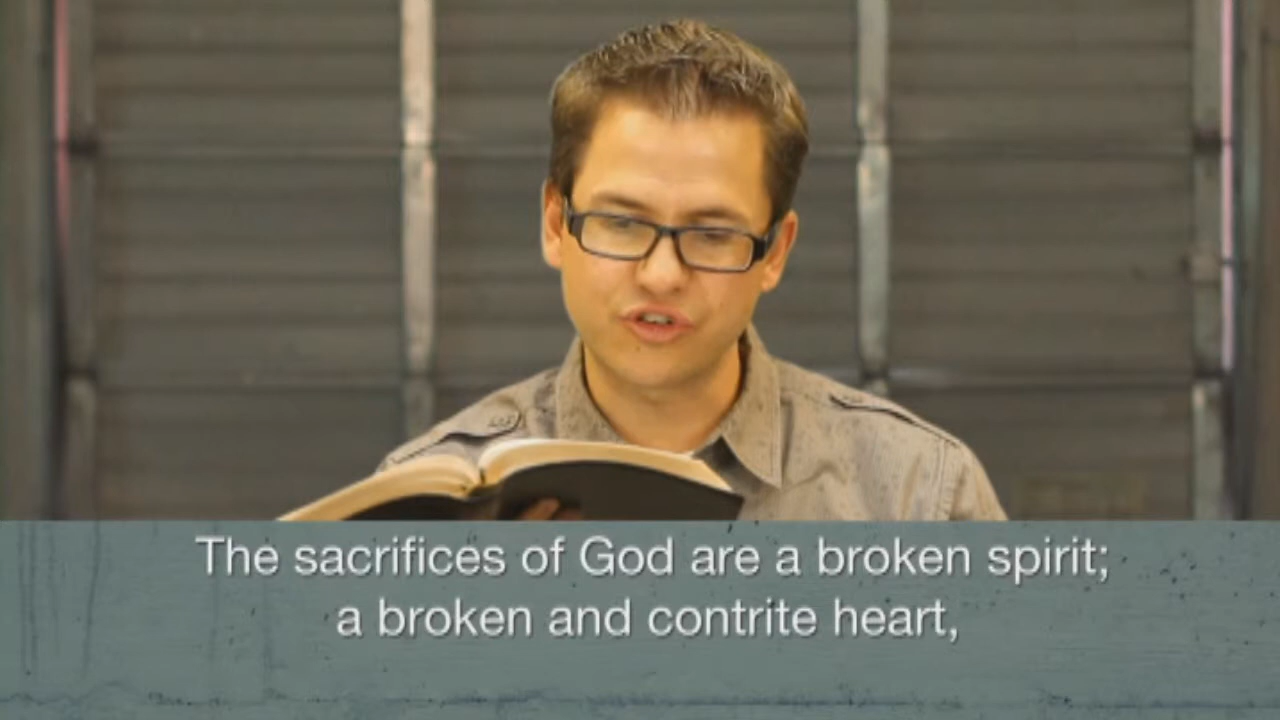 The sacrifices of God are a broken spirit;
a broken and contrite heart,